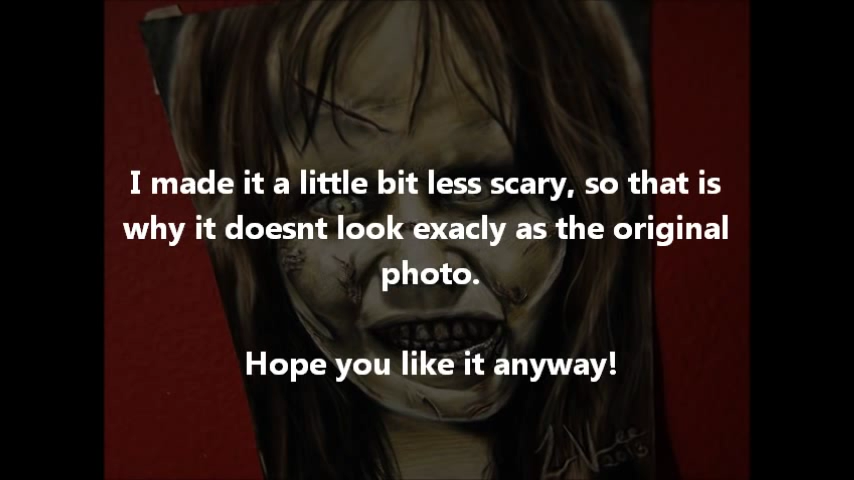 I made it a little bit less scary, so that is
why it doesnt look exacly as the original
photo.
Hope you like it anyway!
2013